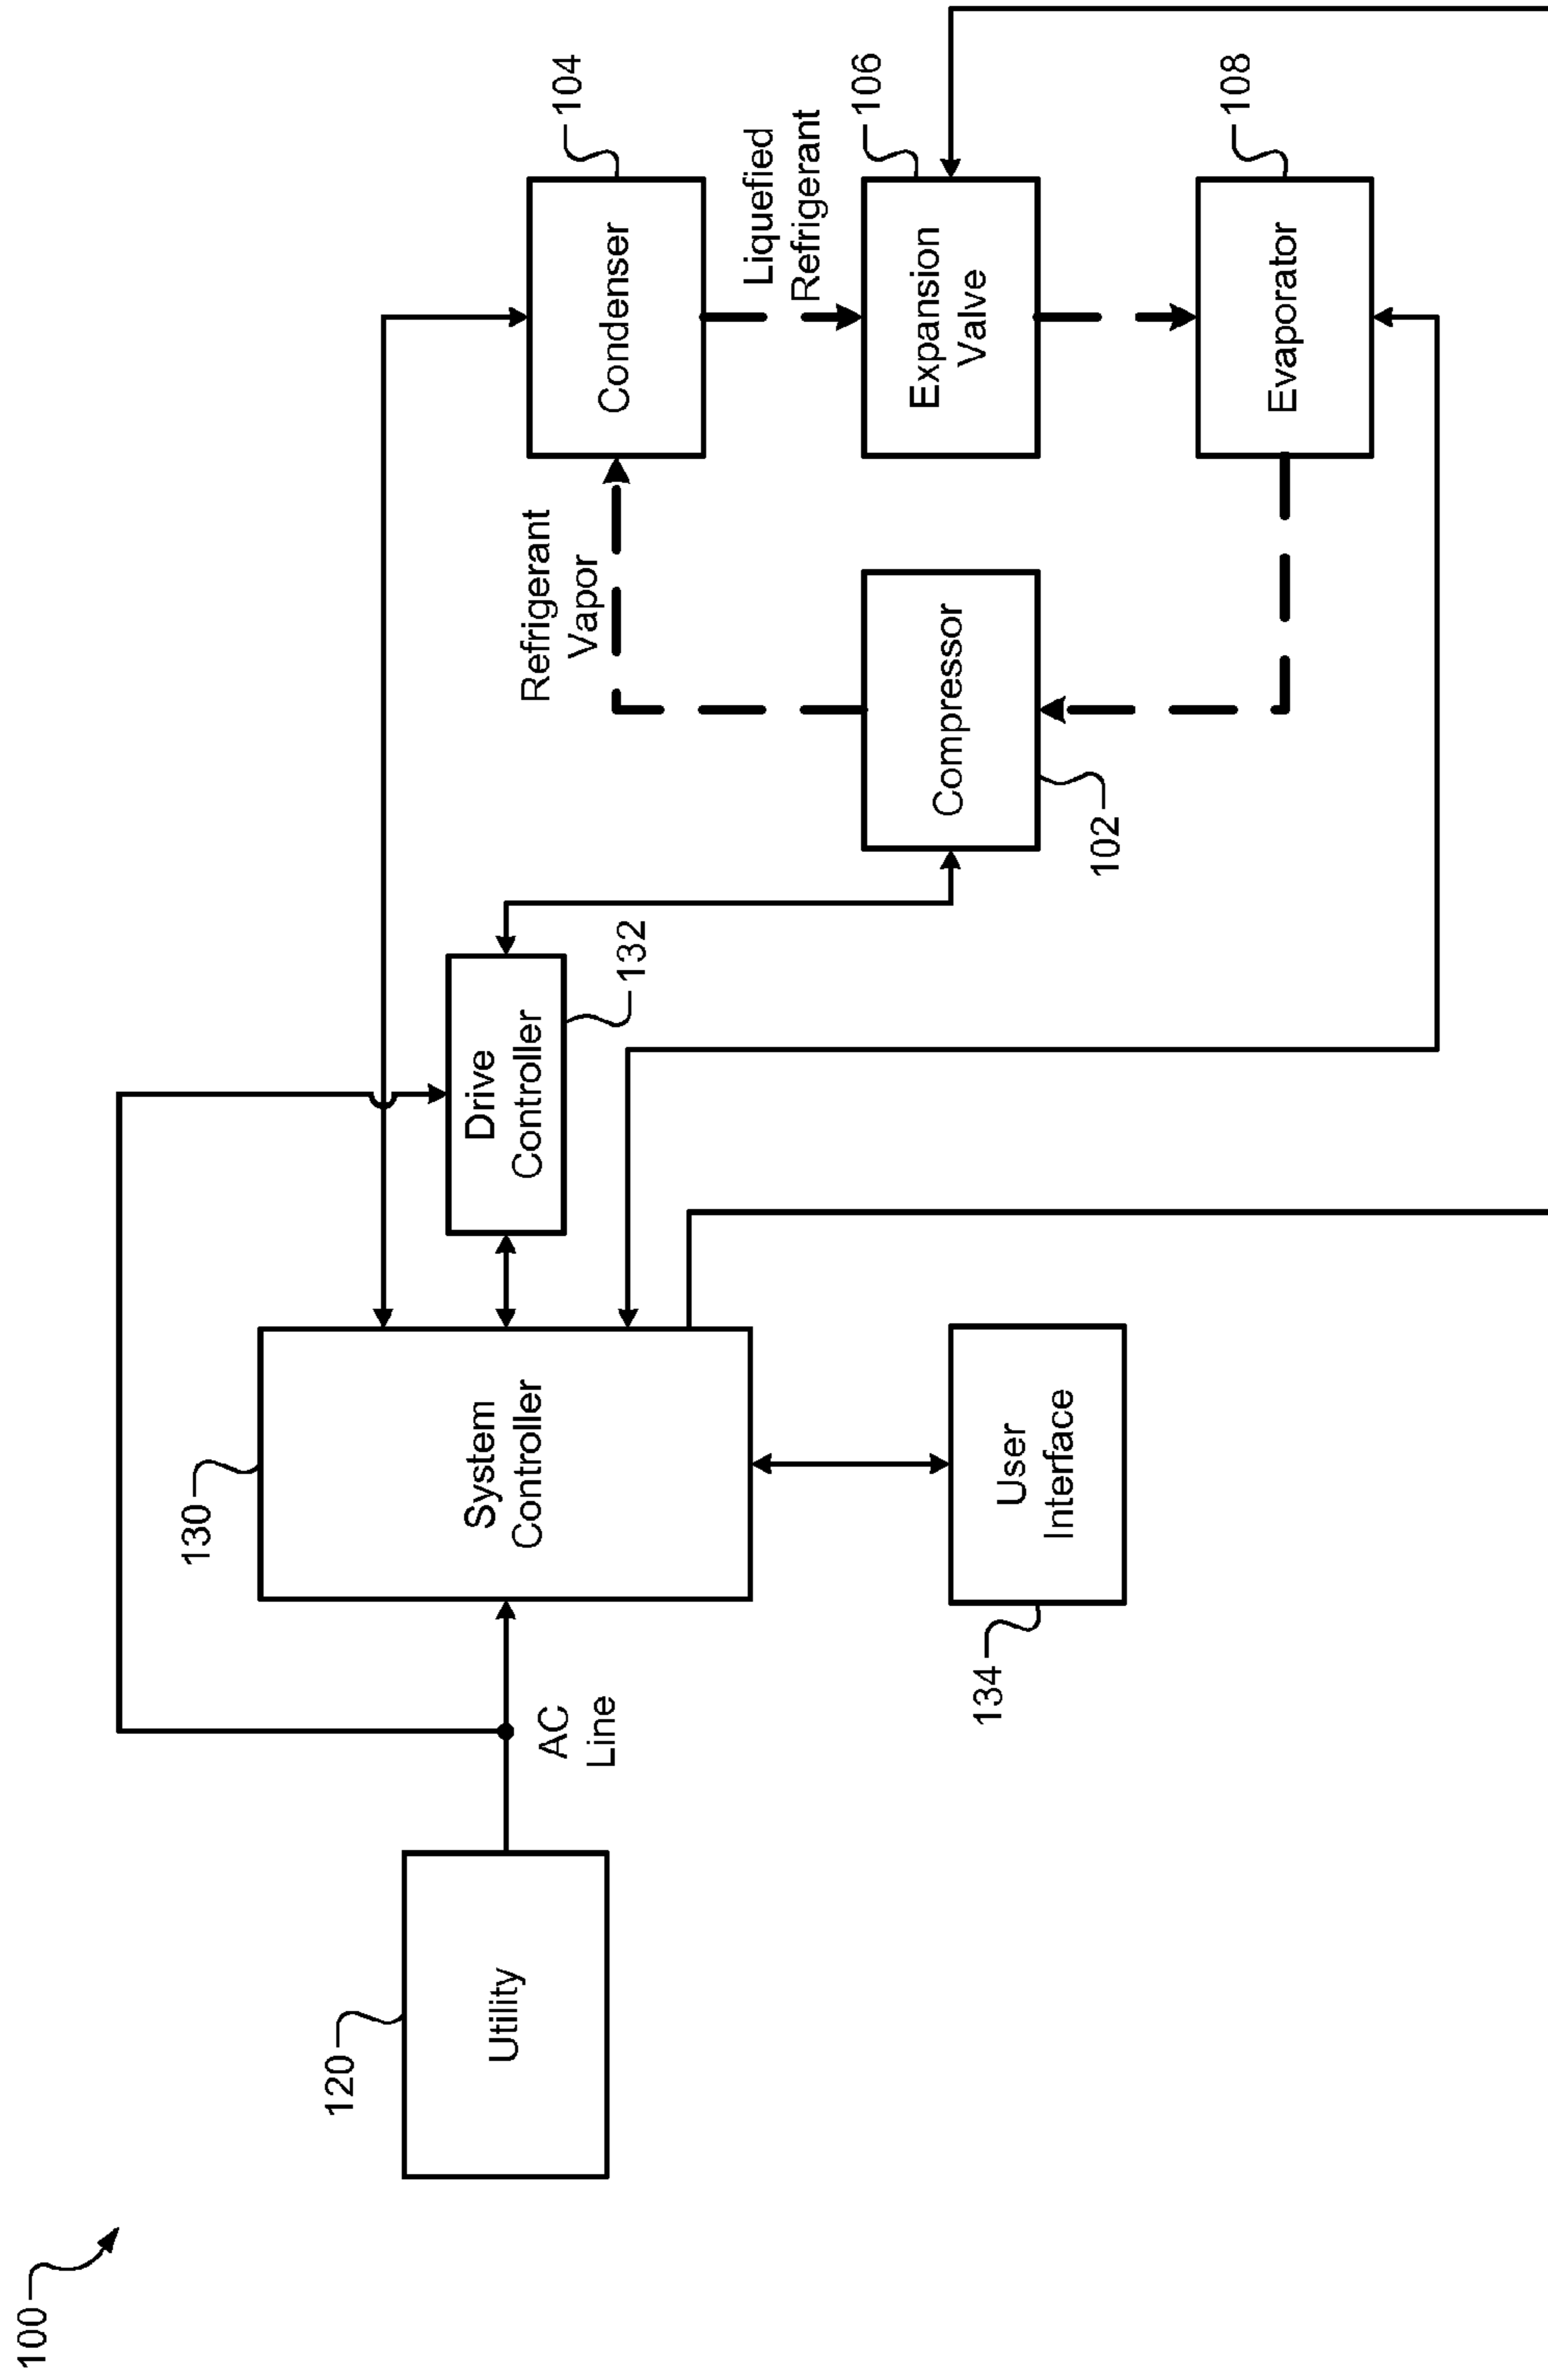 100
120
Utility
AC
Line
130
System
Controller
134
User
Interface
Drive
Controller
132
Refrigerant
Vapor
Compressor
102
104
Condenser
Liquefied
Refrigerant
106
Expansion
Valve
108
Evaporator